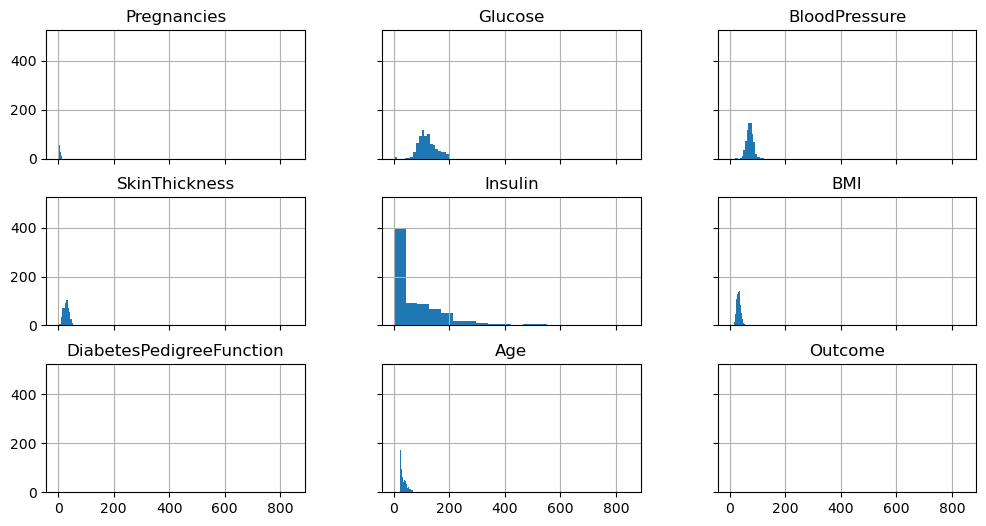 Pregnancies Glucose BloodPressure
400
200
0
SkinThickness Insulin BMI
400
200
0
DiabetesPedigreeFunction Age Outcome
400
200
0
0 200 400 600 800 0 200 400 600 800 0 200 400 600 800